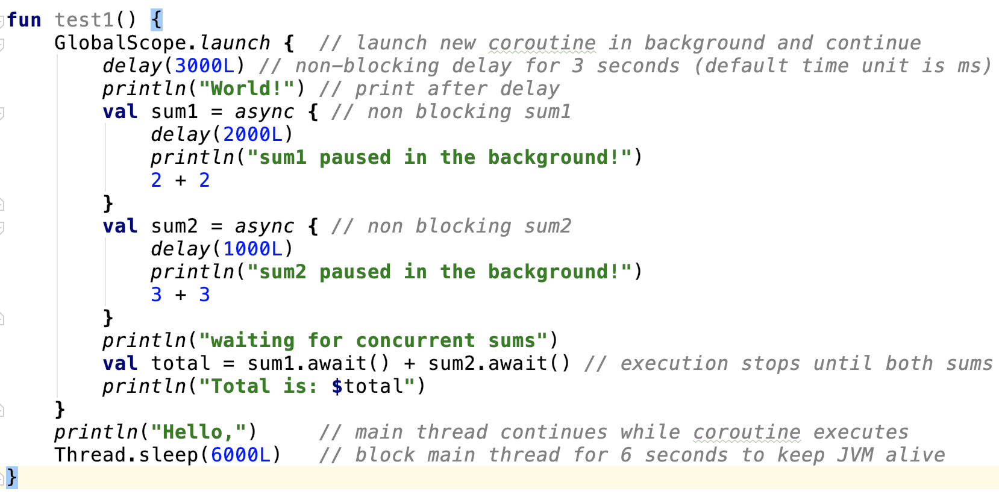 fun test1() {
    GlobalScope.launch {  // launch new coroutine in background and continue
        delay(3000L) // non-blocking delay for 3 seconds (default time unit is ms)
        println("World!") // print after delay
        val sum1 = async { // non blocking sum1
            delay(2000L)
            println("sum1 paused in the background!")
            2 + 2
        }
        val sum2 = async { // non blocking sum2
            delay(1000L)
            println("sum2 paused in the background!")
            3 + 3
        }
        println("waiting for concurrent sums")
        val total = sum1.await() + sum2.await() // execution stops until both sums
        println("Total is: $total")
    }
    println("Hello,")     // main thread continues while coroutine executes
    Thread.sleep(6000L)   // block main thread for 6 seconds to keep JVM alive
}